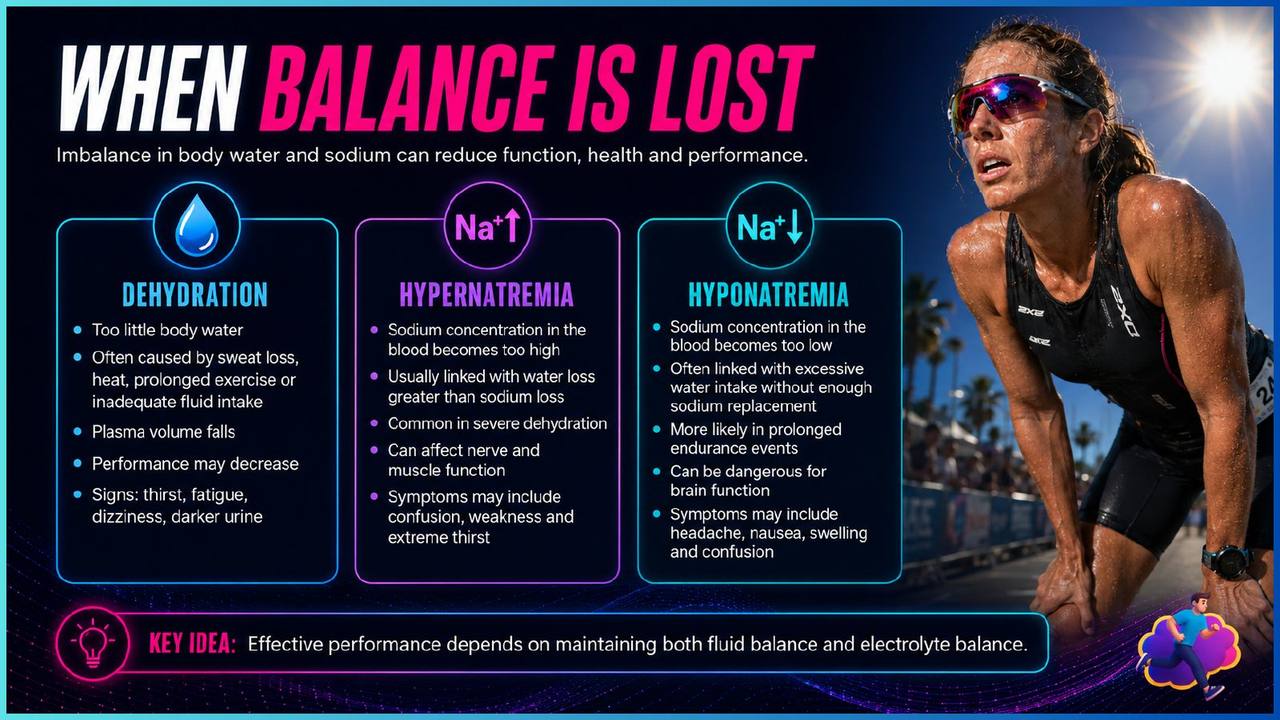 WHEN BALANCE IS LOST
Imbalance in body water and sodium can reduce function, health and performance.
DEHYDRATION
Too little body water
Often caused by sweat loss,
heat, prolonged exercise or
inadequate fluid intake
Plasma volume falls
Performance may decrease
Signs: thirst, fatigue,
dizziness, darker urine
Na⁺↑
HYPERNATREMIA
Sodium concentration in the
blood becomes too high
Usually linked with water loss
greater than sodium loss
Common in severe dehydration
Can affect nerve and
muscle function
Symptoms may include
confusion, weakness and
extreme thirst
Na⁺↓
HYPONATREMIA
Sodium concentration in the
blood becomes too low
Often linked with excessive
water intake without enough
sodium replacement
More likely in prolonged
endurance events
Can be dangerous for
brain function
Symptoms may include
headache, nausea, swelling
and confusion
KEY IDEA: Effective performance depends on maintaining both fluid balance and electrolyte balance.
2XU